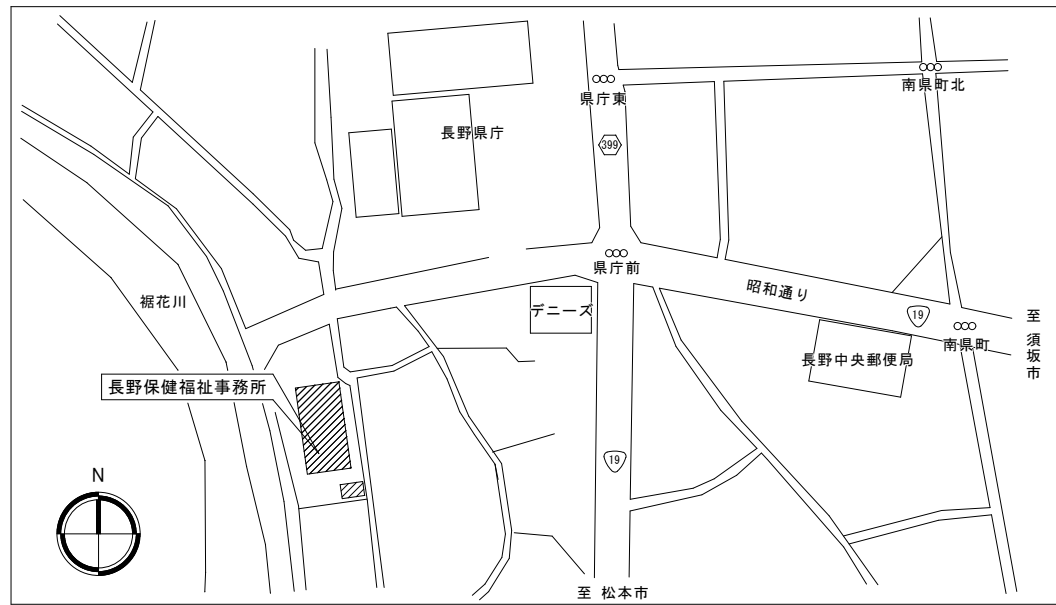 県庁東
南県町北
長野県庁
399
県庁前
裾花川
昭和通り
デニーズ
19
至 須坂市
南県町
長野中央郵便局
長野保健福祉事務所
19
N
至 松本市